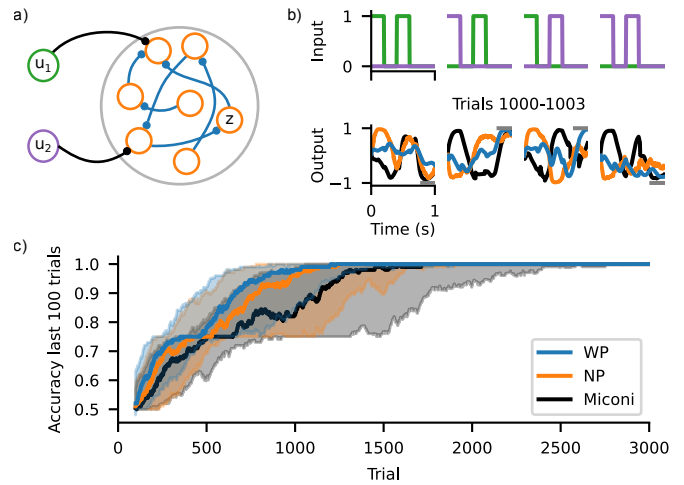 a)
u1
u2
z
b)
Input
1
0
Trials 1000-1003
Output
1
−1
0
1
Time (s)
c)
Accuracy last 100 trials
1.0
0.9
0.8
0.7
0.6
0.5
WP
NP
Miconi
0 500 1000 1500 2000 2500 3000
Trial